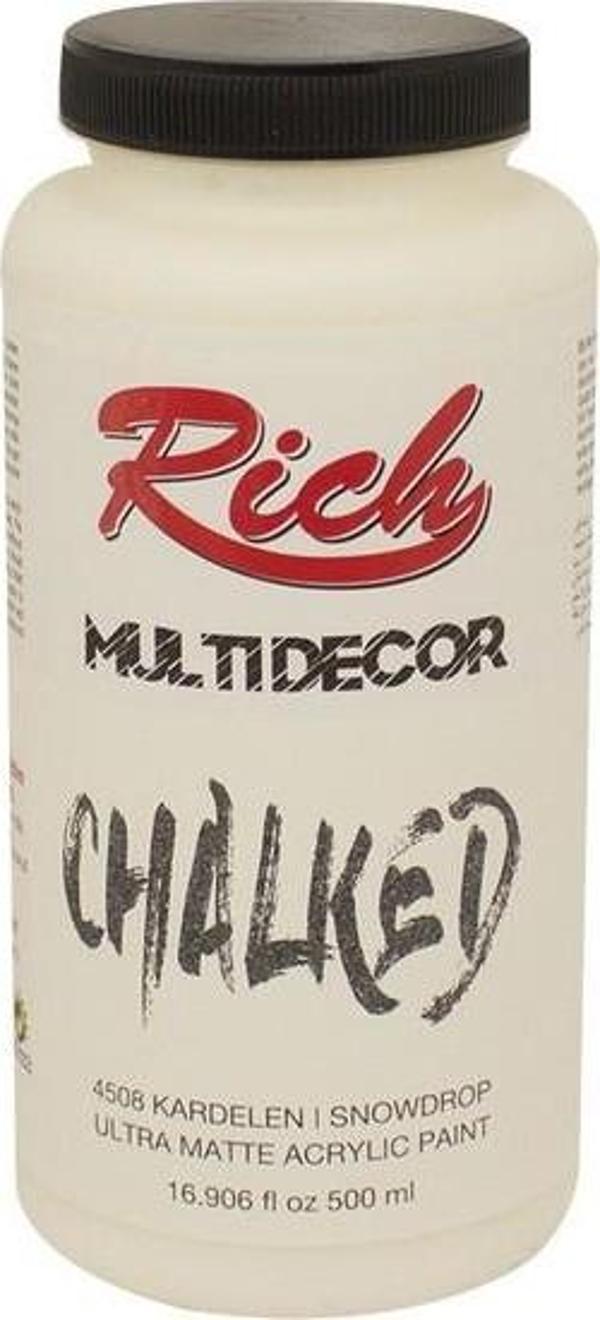 Rich
MULTIDECOR
CHALKED
4508 KARDELEN | SNOWDROP
ULTRA MATTE ACRYLIC PAINT
16.906 fl oz 500 ml